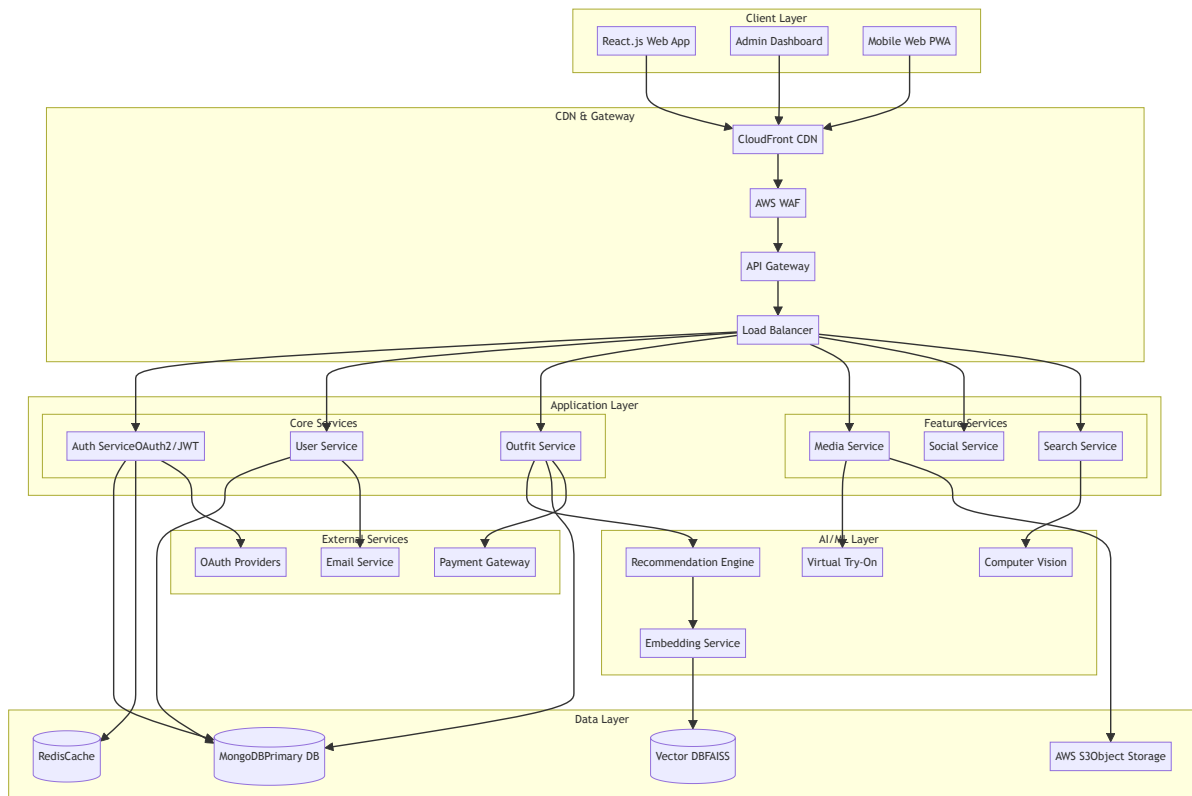 Client Layer
React.js Web App
Admin Dashboard
Mobile Web PWA
CDN & Gateway
CloudFront CDN
AWS WAF
API Gateway
Load Balancer
Application Layer
Core Services
Feature Services
Auth ServiceOAuth2/JWT
User Service
Outfit Service
Media Service
Social Service
Search Service
External Services
AI/ML Layer
OAuth Providers
Email Service
Payment Gateway
Recommendation Engine
Virtual Try-On
Computer Vision
Embedding Service
Data Layer
RedisCache
MongoDBPrimary DB
Vector DBFAISS
AWS S3Object Storage